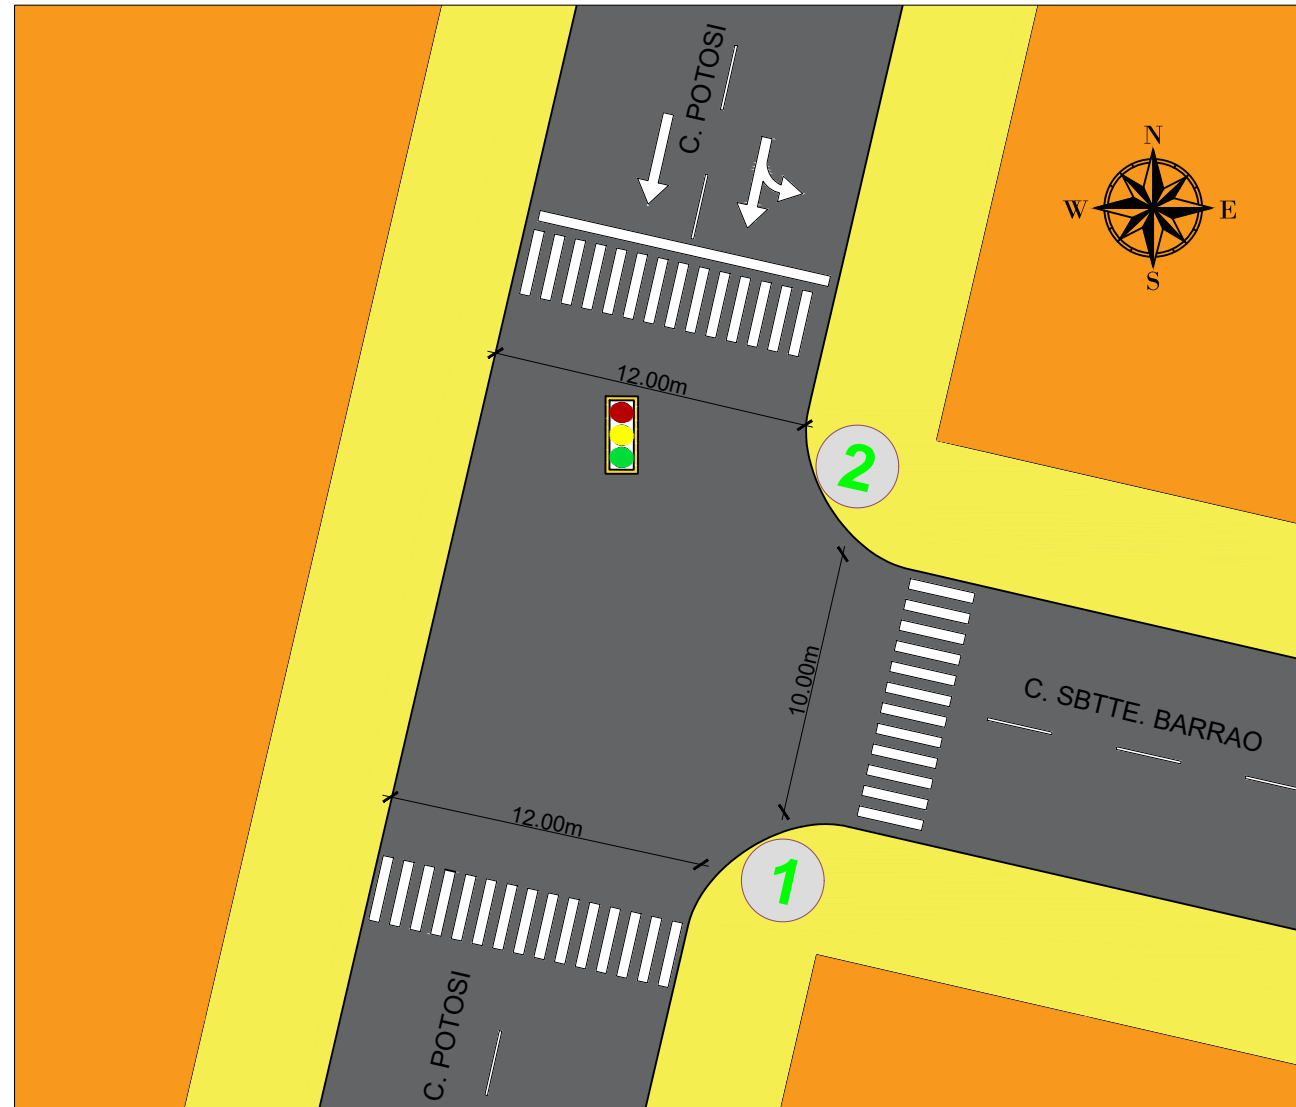 C. POTOSI
N
W
E
S
12.00m
2
10.00m
C. SBTTE. BARRAO
12.00m
1
C. POTOSI